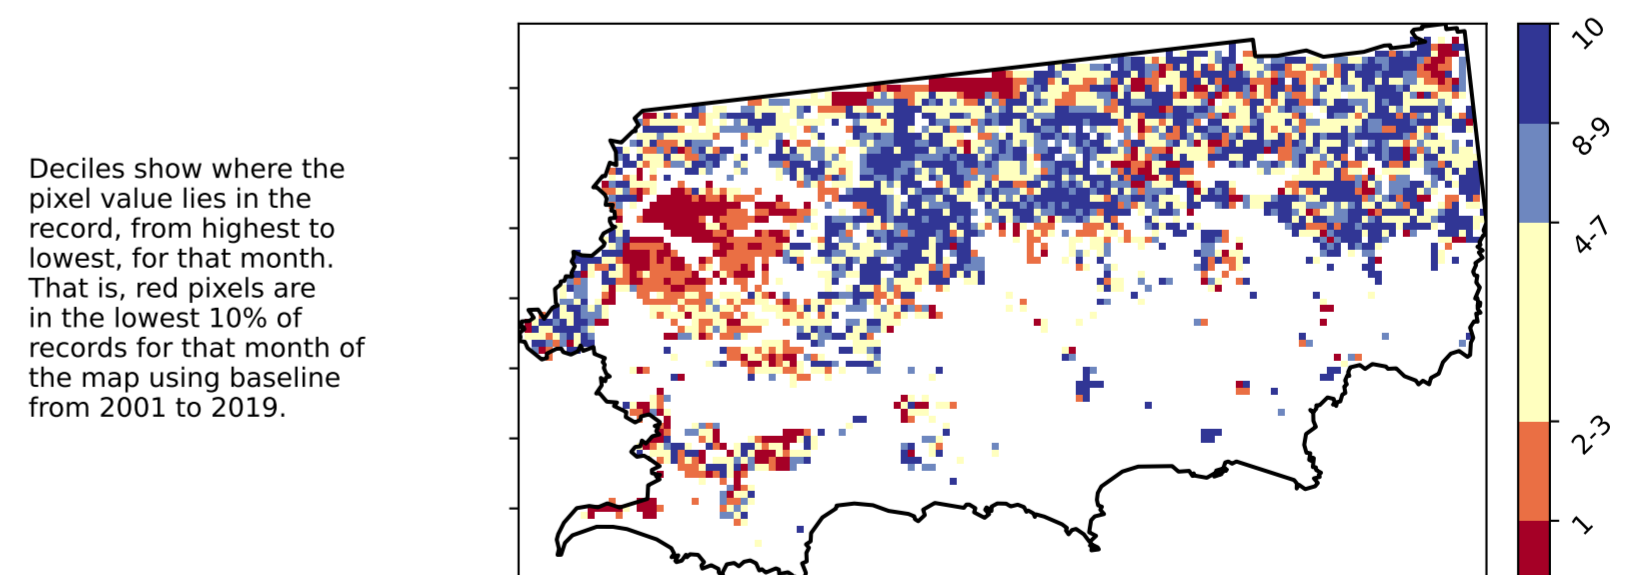 Deciles show where the
pixel value lies in the
record, from highest to
lowest, for that month.
That is, red pixels are
in the lowest 10% of
records for that month of
the map using baseline
from 2001 to 2019.
10
8-9
4-7
2-3
1